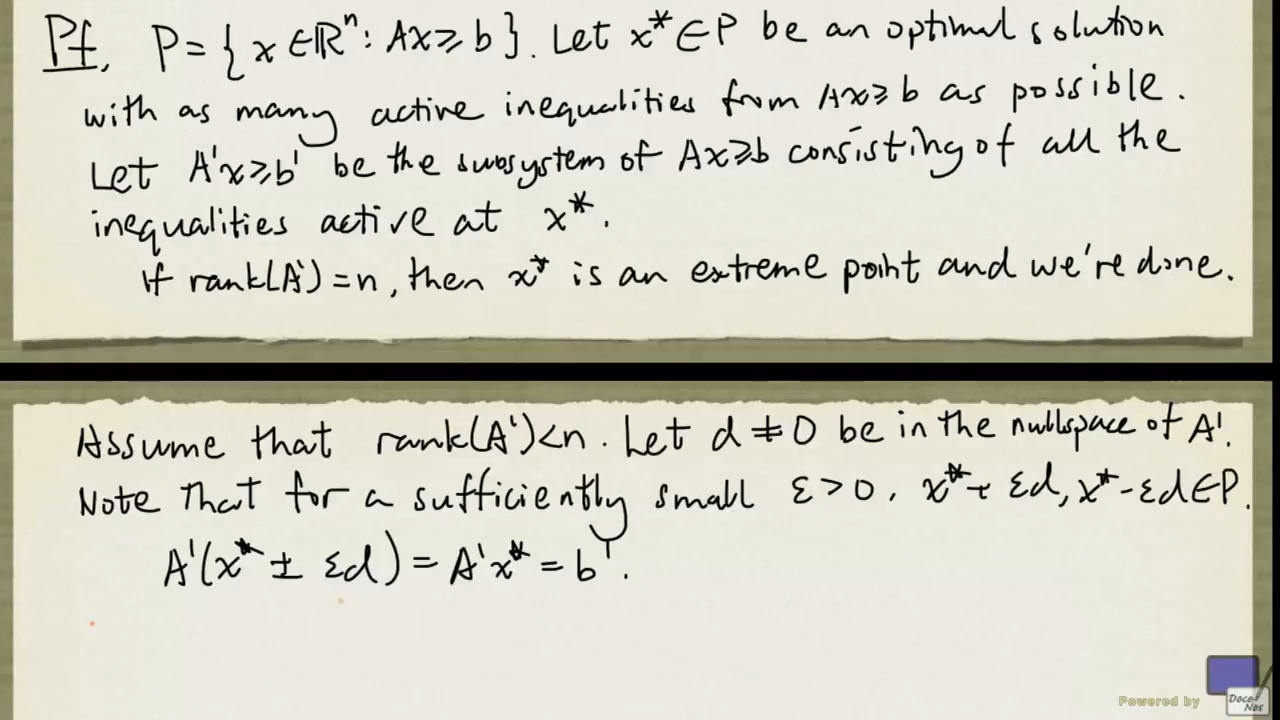 Pf. P = { x ∈ ℝⁿ : Ax ≥ b }. Let x* ∈ P be an optimal solution
with as many active inequalities from Ax ≥ b as possible.
Let A'x ≥ b' be the subsystem of Ax ≥ b consisting of all the
inequalities active at x*.
If rank(A') = n, then x* is an extreme point and we're done.
Assume that rank(A') < n. Let d ≠ 0 be in the nullspace of A'.
Note that for a sufficiently small ε > 0, x* + εd, x* - εd ∈ P.
A'(x* ± εd) = A'x* = b'.
Powered by
Doce
Nos